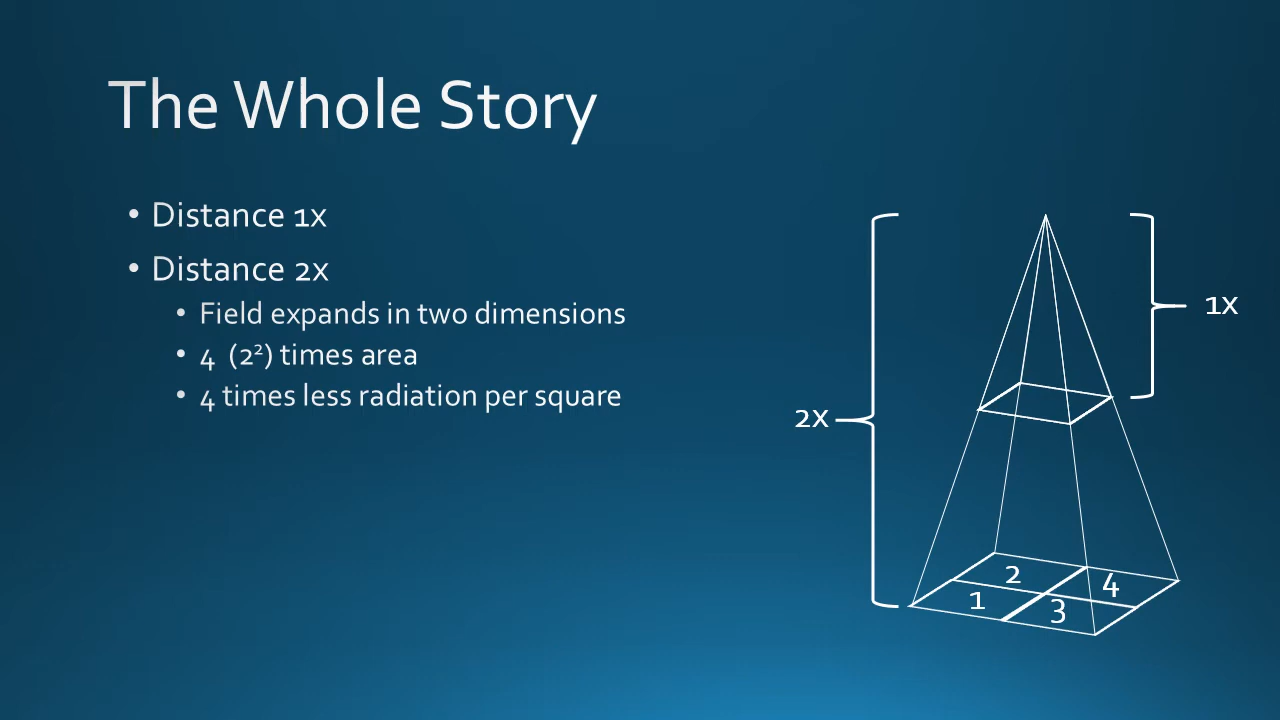 The Whole Story
• Distance 1x
• Distance 2x
• Field expands in two dimensions
• 4 (2²) times area
• 4 times less radiation per square
1x
2x
2
4
1
3